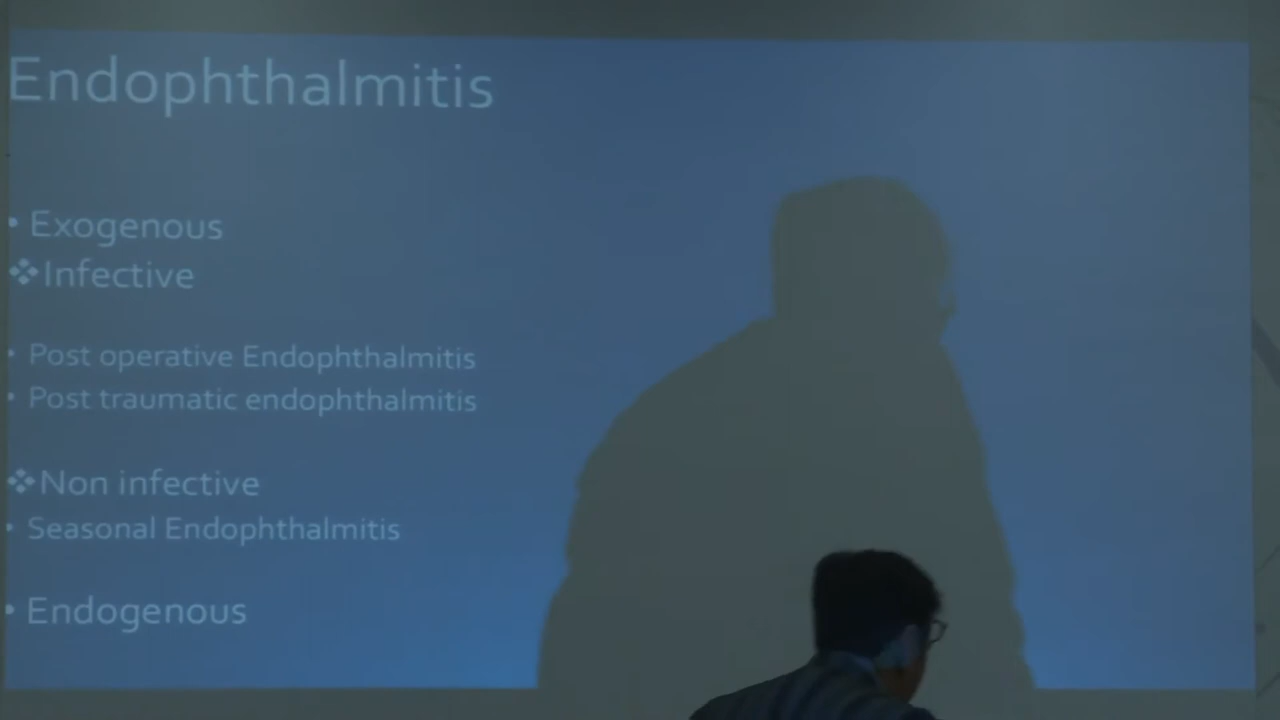 Endophthalmitis
• Exogenous
❖Infective
• Post operative Endophthalmitis
• Post traumatic endophthalmitis
❖Non infective
• Seasonal Endophthalmitis
• Endogenous